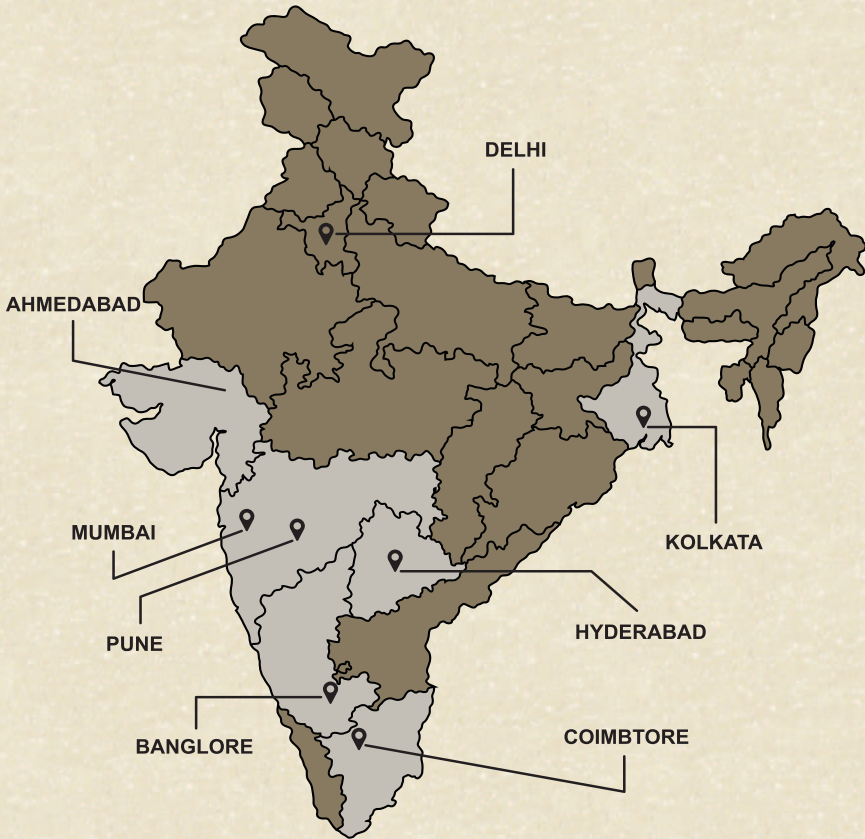 DELHI
AHMEDABAD
MUMBAI
KOLKATA
PUNE
HYDERABAD
BANGLORE
COIMBTORE